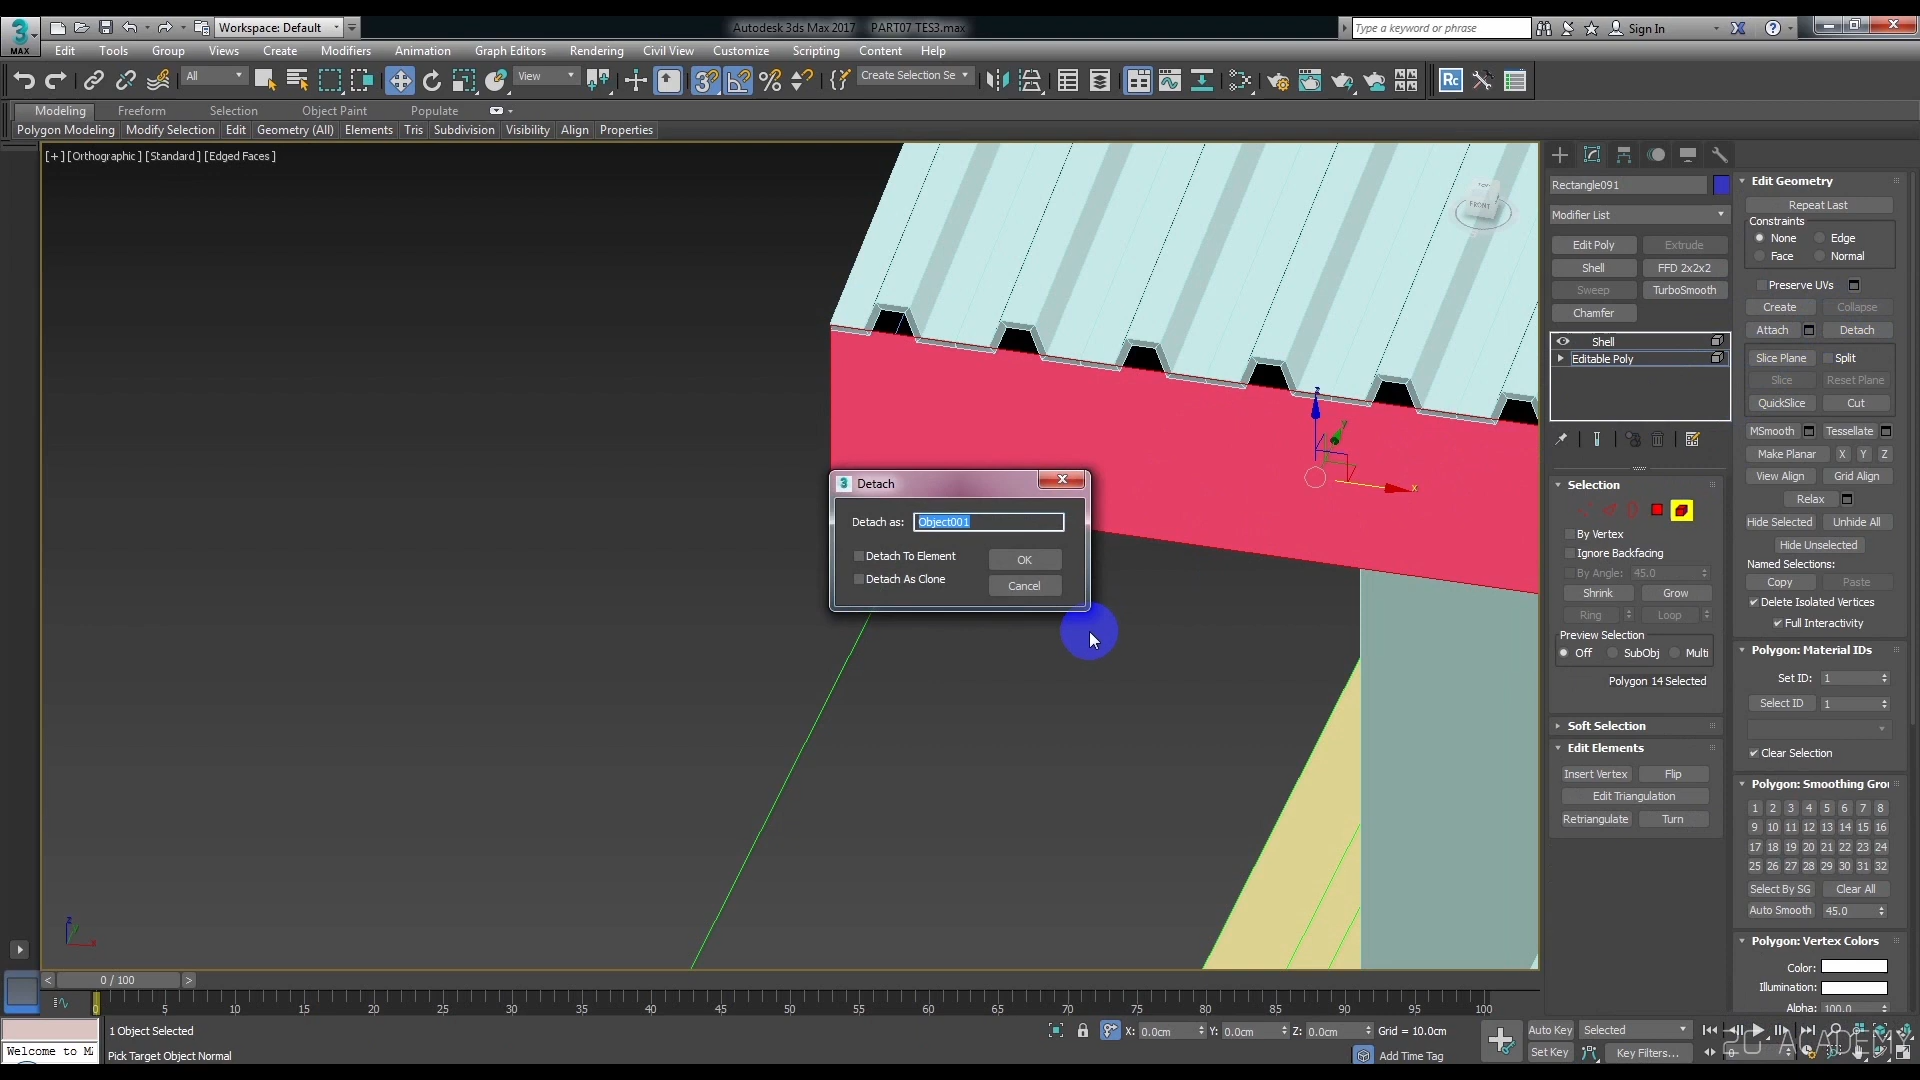 Workspace: Default
Autodesk 3ds Max 2017 PART07 TES3.max
Type a keyword or phrase
Sign In
MAX
Edit Tools Group Views Create Modifiers Animation Graph Editors Rendering Civil View Customize Scripting Content Help
All View Create Selection Se Rc
Modeling Freeform Selection Object Paint Populate
Polygon Modeling Modify Selection Edit Geometry (All) Elements Tris Subdivision Visibility Align Properties
[+] [Orthographic] [Standard] [Edged Faces]
TOP
FRONT
z
y
x
Detach
Detach as: Object001
Detach To Element OK
Detach As Clone Cancel
Rectangle091
Modifier List
Edit Poly Extrude
Shell FFD 2x2x2
Sweep TurboSmooth
Chamfer
Shell
Editable Poly
Selection
By Vertex
Ignore Backfacing
By Angle: 45.0
Shrink Grow
Ring Loop
Preview Selection
Off SubObj Multi
Polygon 14 Selected
Soft Selection
Edit Elements
Insert Vertex Flip
Edit Triangulation
Retriangulate Turn
Edit Geometry
Repeat Last
Constraints
None Edge
Face Normal
Preserve UVs
Create Collapse
Attach Detach
Slice Plane Split
Slice Reset Plane
QuickSlice Cut
MSmooth Tessellate
Make Planar X Y Z
View Align Grid Align
Relax
Hide Selected Unhide All
Hide Unselected
Named Selections:
Copy Paste
Delete Isolated Vertices
Full Interactivity
Polygon: Material IDs
Set ID: 1
Select ID 1
Clear Selection
Polygon: Smoothing Grou
1 2 3 4 5 6 7 8
9 10 11 12 13 14 15 16
17 18 19 20 21 22 23 24
25 26 27 28 29 30 31 32
Select By SG Clear All
Auto Smooth 45.0
Polygon: Vertex Colors
Color:
Illumination:
Alpha: 100.0
z
x
0 / 100
0 5 10 15 20 25 30 35 40 45 50 55 60 65 70 75 80 85 90 95 100
1 Object Selected
X: 0.0cm Y: 0.0cm Z: 0.0cm Grid = 10.0cm
Auto Key Selected
Welcome to M
Pick Target Object Normal
Add Time Tag
Set Key Key Filters... 0
2G ACADEMY